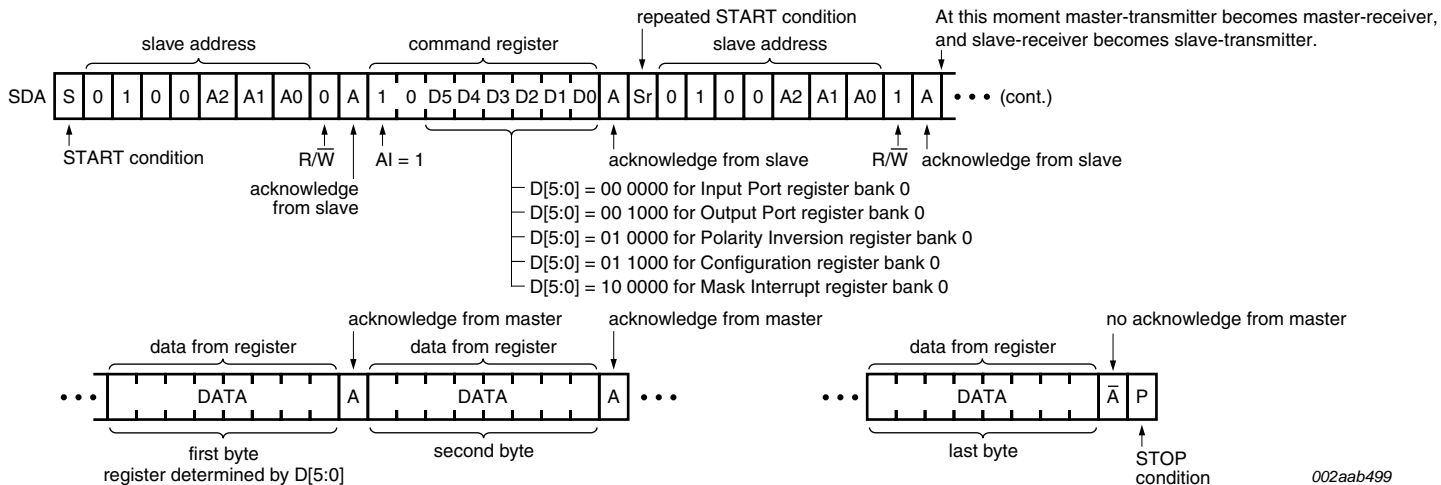 repeated START condition
At this moment master-transmitter becomes master-receiver,
and slave-receiver becomes slave-transmitter.
slave address
command register
slave address
SDA S 0 1 0 0 A2 A1 A0 0 A 1 0 D5 D4 D3 D2 D1 D0 A Sr 0 1 0 0 A2 A1 A0 1 A • • • (cont.)
START condition
R/W̅
AI = 1
acknowledge from slave
R/W̅
acknowledge from slave
acknowledge
from slave
D[5:0] = 00 0000 for Input Port register bank 0
D[5:0] = 00 1000 for Output Port register bank 0
D[5:0] = 01 0000 for Polarity Inversion register bank 0
D[5:0] = 01 1000 for Configuration register bank 0
D[5:0] = 10 0000 for Mask Interrupt register bank 0
acknowledge from master
acknowledge from master
no acknowledge from master
data from register
data from register
data from register
• • • DATA A DATA A • • • • • • DATA A̅ P
first byte
register determined by D[5:0]
second byte
last byte
STOP
condition
002aab499